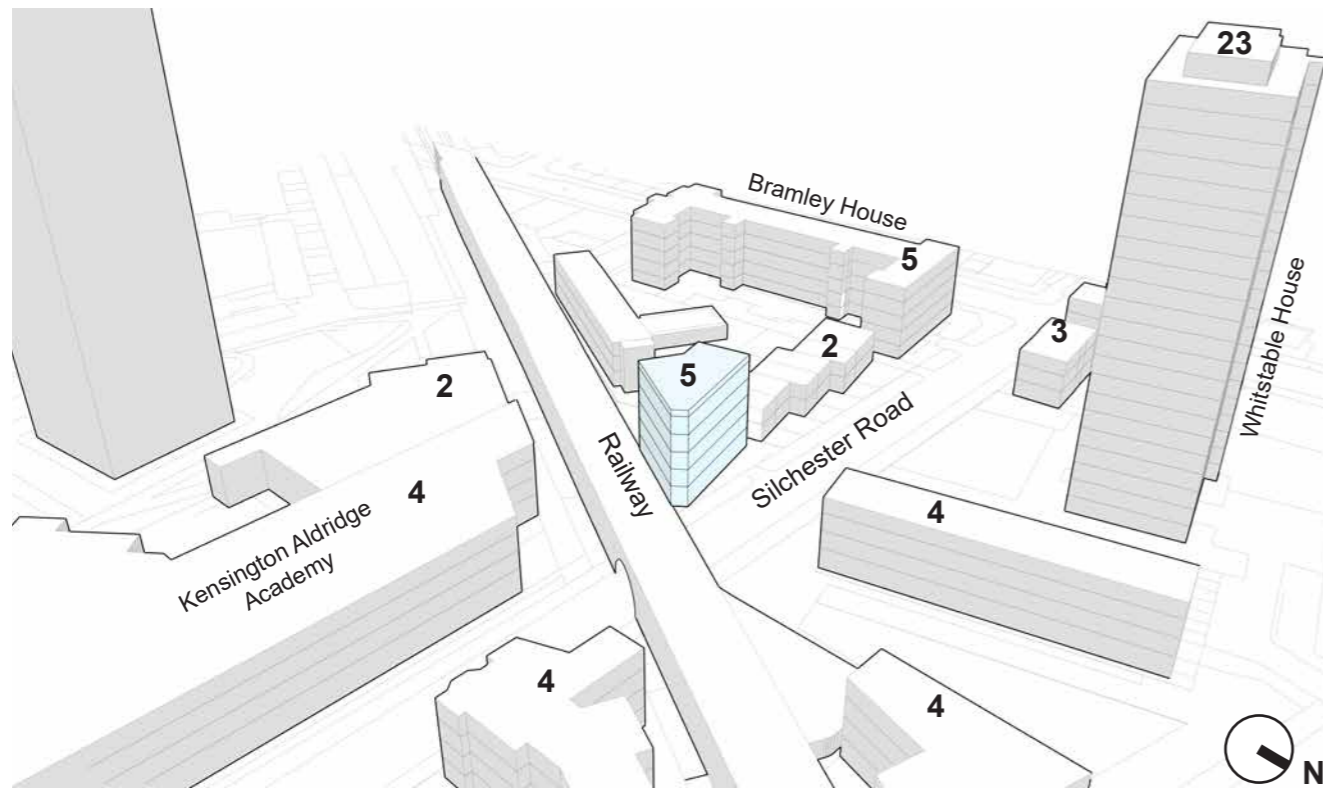 23
Bramley House
5
3
2
Whitstable House
5
2
Silchester Road
Railway
4
Kensington Aldridge
Academy
4
4
4
N